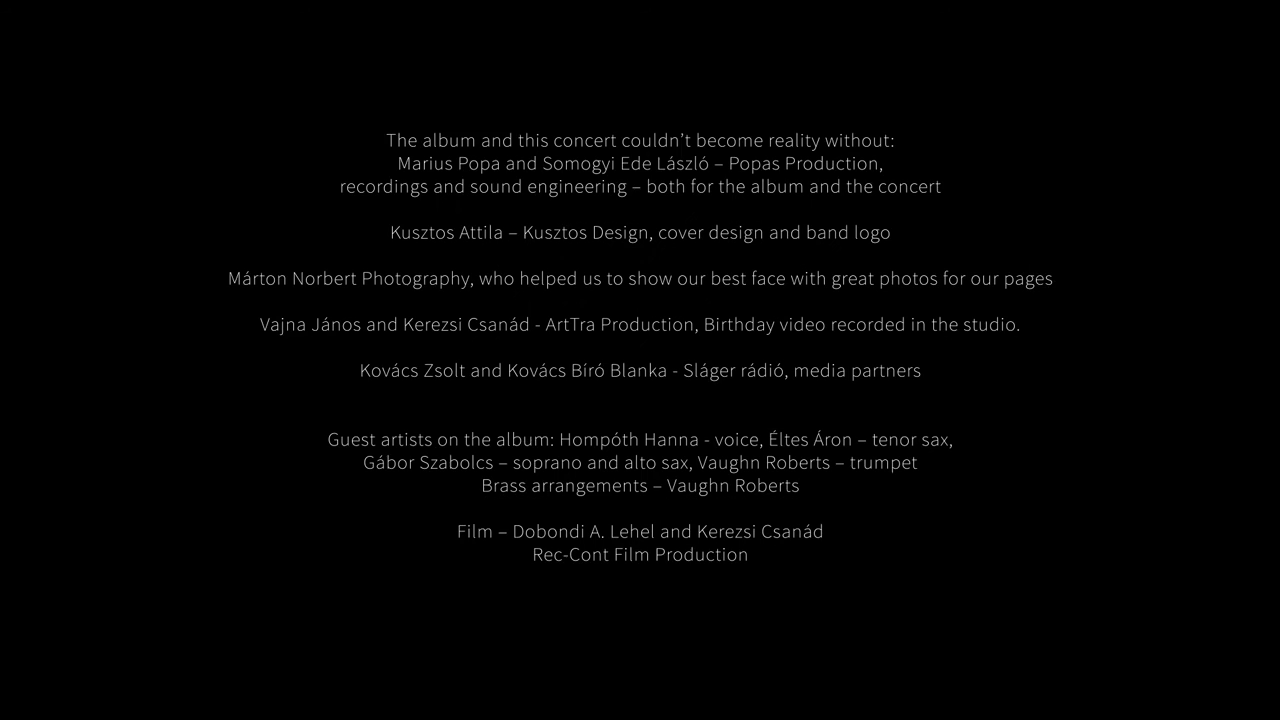 The album and this concert couldn’t become reality without:
Marius Popa and Somogyi Ede László – Popas Production,
recordings and sound engineering – both for the album and the concert
Kusztos Attila – Kusztos Design, cover design and band logo
Márton Norbert Photography, who helped us to show our best face with great photos for our pages
Vajna János and Kerezsi Csanád - ArtTra Production, Birthday video recorded in the studio.
Kovács Zsolt and Kovács Bíró Blanka - Sláger rádió, media partners
Guest artists on the album: Hompóth Hanna - voice, Éltes Áron – tenor sax,
Gábor Szabolcs – soprano and alto sax, Vaughn Roberts – trumpet
Brass arrangements – Vaughn Roberts
Film – Dobondi A. Lehel and Kerezsi Csanád
Rec-Cont Film Production